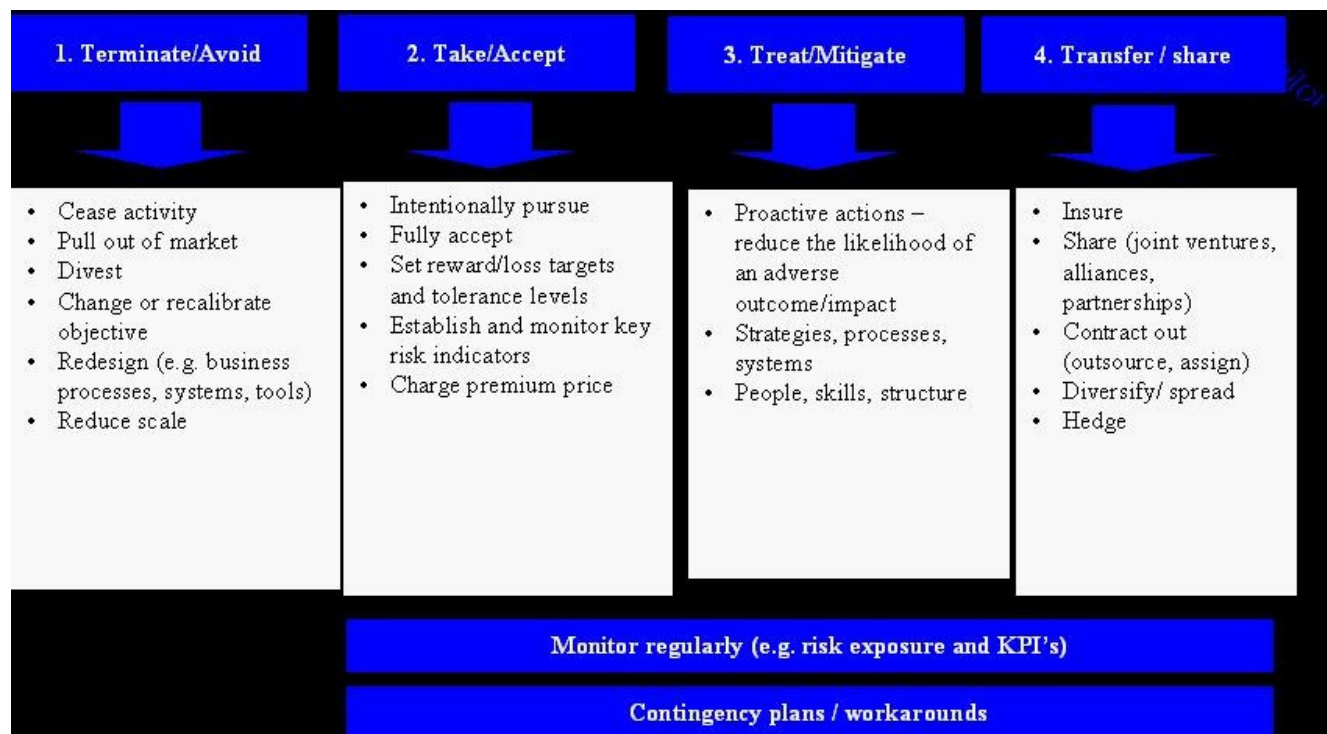 1. Terminate/Avoid
2. Take/Accept
3. Treat/Mitigate
4. Transfer / share
• Cease activity
• Pull out of market
• Divest
• Change or recalibrate
objective
• Redesign (e.g. business
processes, systems, tools)
• Reduce scale
• Intentionally pursue
• Fully accept
• Set reward/loss targets
and tolerance levels
• Establish and monitor key
risk indicators
• Charge premium price
• Proactive actions –
reduce the likelihood of
an adverse
outcome/impact
• Strategies, processes,
systems
• People, skills, structure
• Insure
• Share (joint ventures,
alliances,
partnerships)
• Contract out
(outsource, assign)
• Diversify/ spread
• Hedge
Monitor regularly (e.g. risk exposure and KPI's)
Contingency plans / workarounds